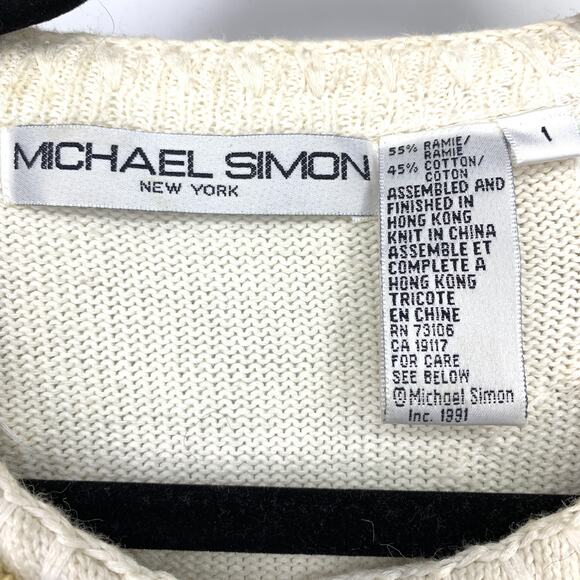 MICHAEL SIMON
NEW YORK
55% RAMIE/
RAMIE
45% COTTON/
COTON
ASSEMBLED AND
FINISHED IN
HONG KONG
KNIT IN CHINA
ASSEMBLE ET
COMPLETE A
HONG KONG
TRICOTE
EN CHINE
RN 73106
CA 19117
FOR CARE
SEE BELOW
©Michael Simon
Inc. 1991
1